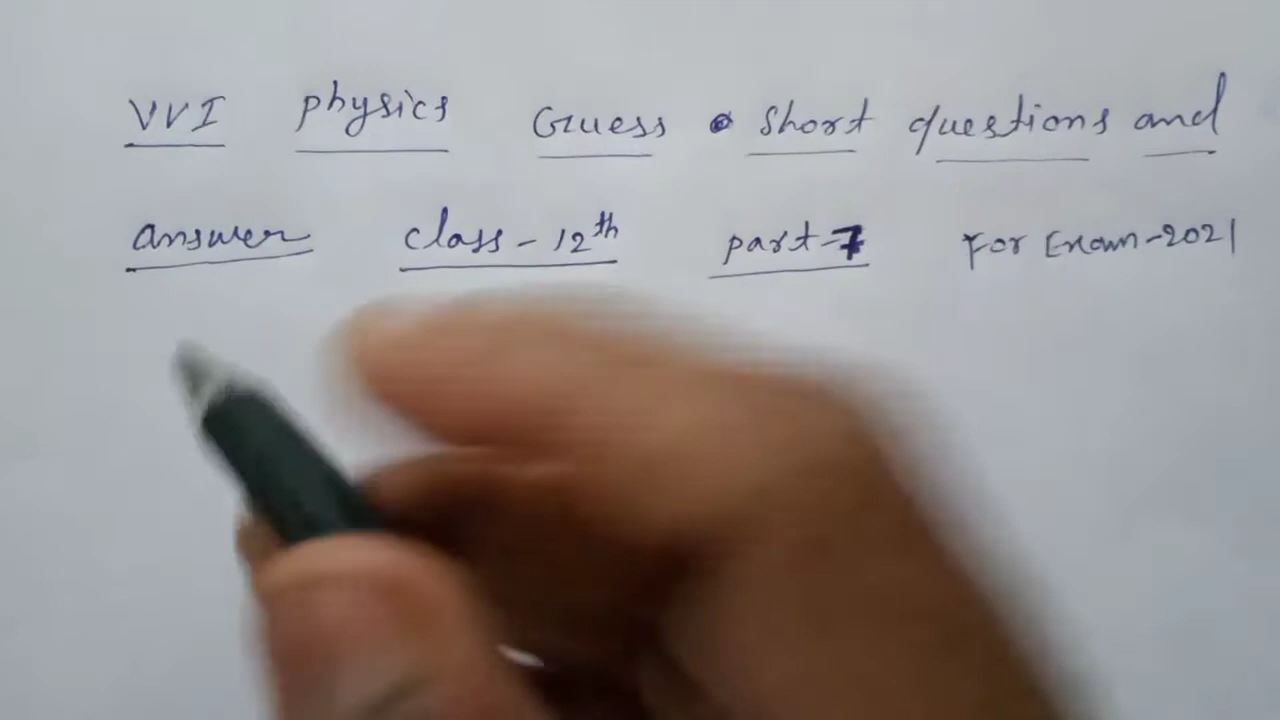 VVI physics Guess short questions and
answer class-12th part-7 For Exam-2021